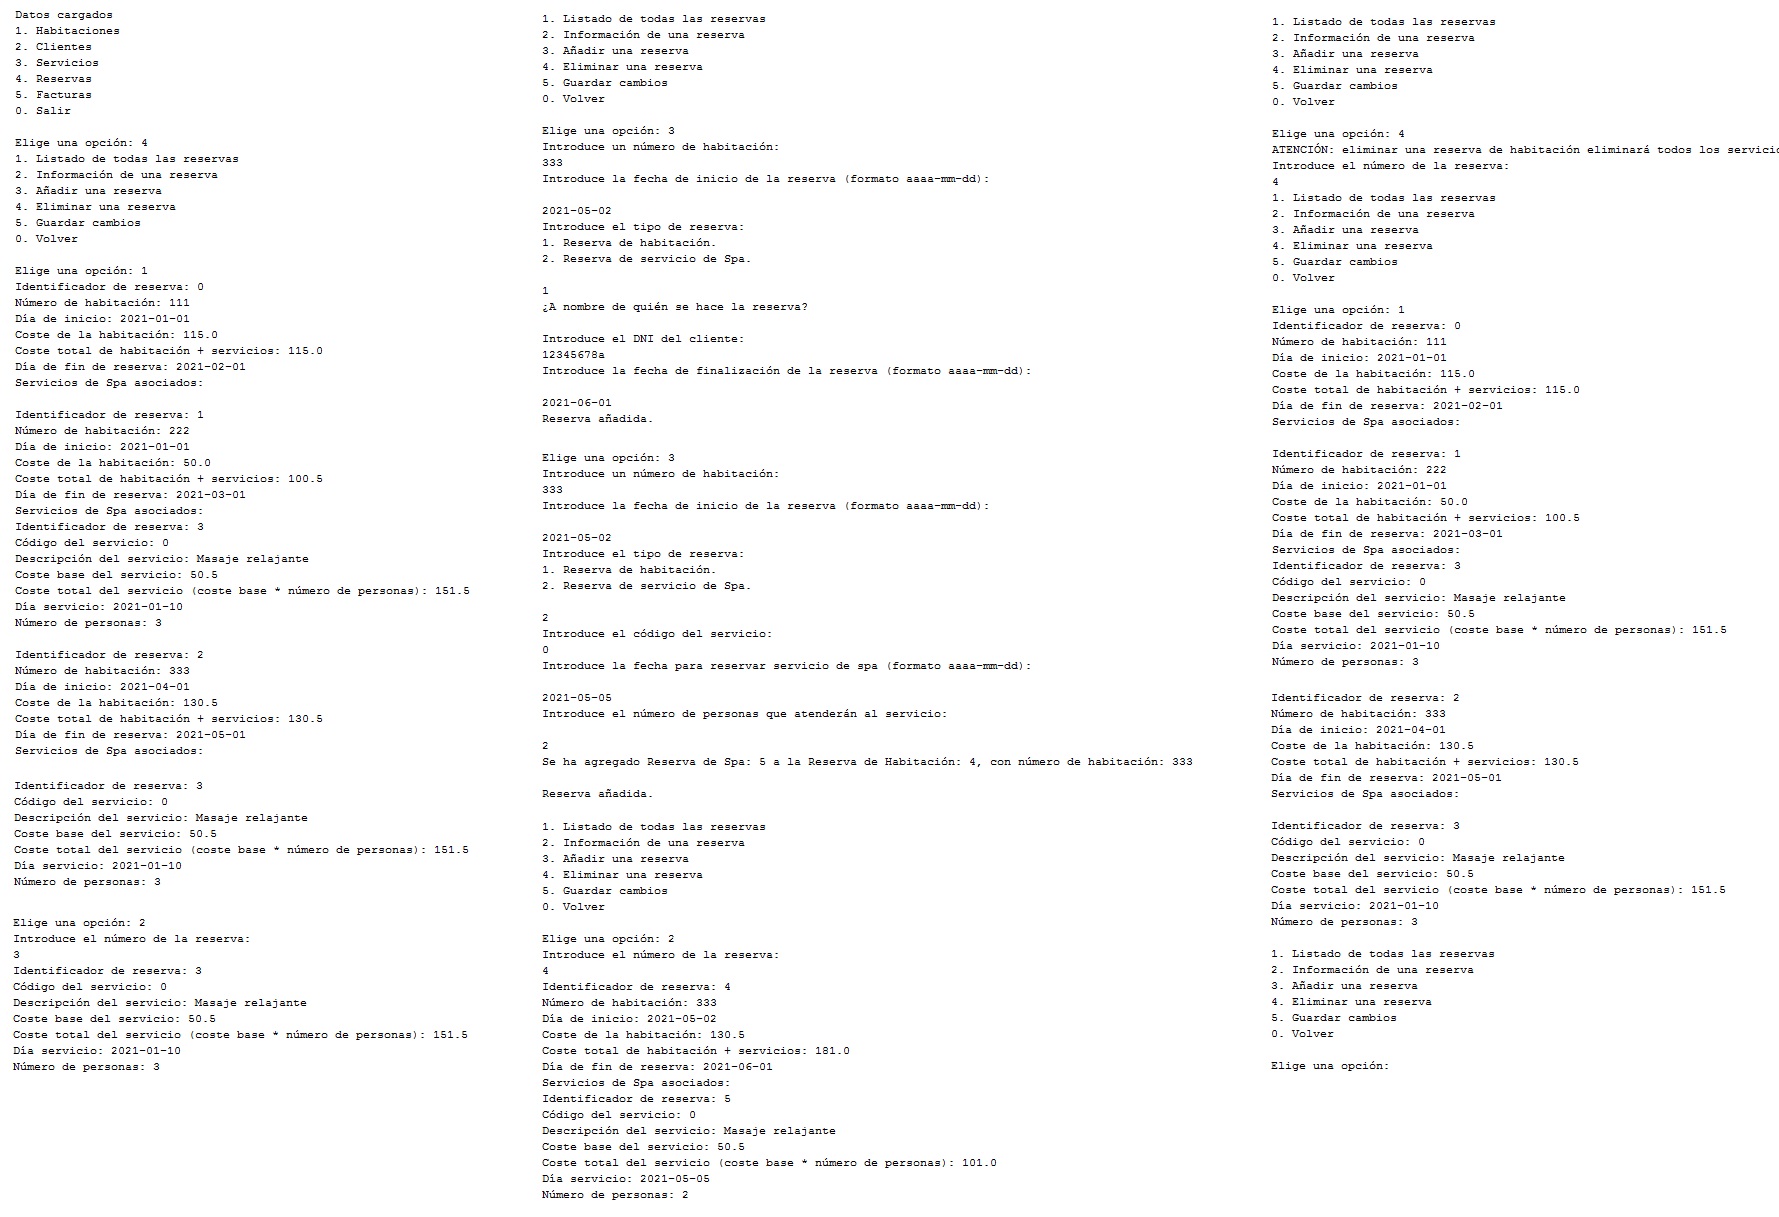 Datos cargados
1. Habitaciones
2. Clientes
3. Servicios
4. Reservas
5. Facturas
0. Salir
Elige una opción: 4
1. Listado de todas las reservas
2. Información de una reserva
3. Añadir una reserva
4. Eliminar una reserva
5. Guardar cambios
0. Volver
Elige una opción: 1
Identificador de reserva: 0
Número de habitación: 111
Día de inicio: 2021-01-01
Coste de la habitación: 115.0
Coste total de habitación + servicios: 115.0
Día de fin de reserva: 2021-02-01
Servicios de Spa asociados:
Identificador de reserva: 1
Número de habitación: 222
Día de inicio: 2021-01-01
Coste de la habitación: 50.0
Coste total de habitación + servicios: 100.5
Día de fin de reserva: 2021-03-01
Servicios de Spa asociados:
Identificador de reserva: 3
Código del servicio: 0
Descripción del servicio: Masaje relajante
Coste base del servicio: 50.5
Coste total del servicio (coste base * número de personas): 151.5
Día servicio: 2021-01-10
Número de personas: 3
Identificador de reserva: 2
Número de habitación: 333
Día de inicio: 2021-04-01
Coste de la habitación: 130.5
Coste total de habitación + servicios: 130.5
Día de fin de reserva: 2021-05-01
Servicios de Spa asociados:
Identificador de reserva: 3
Código del servicio: 0
Descripción del servicio: Masaje relajante
Coste base del servicio: 50.5
Coste total del servicio (coste base * número de personas): 151.5
Día servicio: 2021-01-10
Número de personas: 3
Elige una opción: 2
Introduce el número de la reserva:
3
Identificador de reserva: 3
Código del servicio: 0
Descripción del servicio: Masaje relajante
Coste base del servicio: 50.5
Coste total del servicio (coste base * número de personas): 151.5
Día servicio: 2021-01-10
Número de personas: 3
1. Listado de todas las reservas
2. Información de una reserva
3. Añadir una reserva
4. Eliminar una reserva
5. Guardar cambios
0. Volver
Elige una opción: 3
Introduce un número de habitación:
333
Introduce la fecha de inicio de la reserva (formato aaaa-mm-dd):
2021-05-02
Introduce el tipo de reserva:
1. Reserva de habitación.
2. Reserva de servicio de Spa.
1
¿A nombre de quién se hace la reserva?
Introduce el DNI del cliente:
12345678a
Introduce la fecha de finalización de la reserva (formato aaaa-mm-dd):
2021-06-01
Reserva añadida.
Elige una opción: 3
Introduce un número de habitación:
333
Introduce la fecha de inicio de la reserva (formato aaaa-mm-dd):
2021-05-02
Introduce el tipo de reserva:
1. Reserva de habitación.
2. Reserva de servicio de Spa.
2
Introduce el código del servicio:
0
Introduce la fecha para reservar servicio de spa (formato aaaa-mm-dd):
2021-05-05
Introduce el número de personas que atenderán al servicio:
2
Se ha agregado Reserva de Spa: 5 a la Reserva de Habitación: 4, con número de habitación: 333
Reserva añadida.
1. Listado de todas las reservas
2. Información de una reserva
3. Añadir una reserva
4. Eliminar una reserva
5. Guardar cambios
0. Volver
Elige una opción: 2
Introduce el número de la reserva:
4
Identificador de reserva: 4
Número de habitación: 333
Día de inicio: 2021-05-02
Coste de la habitación: 130.5
Coste total de habitación + servicios: 181.0
Día de fin de reserva: 2021-06-01
Servicios de Spa asociados:
Identificador de reserva: 5
Código del servicio: 0
Descripción del servicio: Masaje relajante
Coste base del servicio: 50.5
Coste total del servicio (coste base * número de personas): 101.0
Día servicio: 2021-05-05
Número de personas: 2
1. Listado de todas las reservas
2. Información de una reserva
3. Añadir una reserva
4. Eliminar una reserva
5. Guardar cambios
0. Volver
Elige una opción: 4
ATENCIÓN: eliminar una reserva de habitación eliminará todos los servicio
Introduce el número de la reserva:
4
1. Listado de todas las reservas
2. Información de una reserva
3. Añadir una reserva
4. Eliminar una reserva
5. Guardar cambios
0. Volver
Elige una opción: 1
Identificador de reserva: 0
Número de habitación: 111
Día de inicio: 2021-01-01
Coste de la habitación: 115.0
Coste total de habitación + servicios: 115.0
Día de fin de reserva: 2021-02-01
Servicios de Spa asociados:
Identificador de reserva: 1
Número de habitación: 222
Día de inicio: 2021-01-01
Coste de la habitación: 50.0
Coste total de habitación + servicios: 100.5
Día de fin de reserva: 2021-03-01
Servicios de Spa asociados:
Identificador de reserva: 3
Código del servicio: 0
Descripción del servicio: Masaje relajante
Coste base del servicio: 50.5
Coste total del servicio (coste base * número de personas): 151.5
Día servicio: 2021-01-10
Número de personas: 3
Identificador de reserva: 2
Número de habitación: 333
Día de inicio: 2021-04-01
Coste de la habitación: 130.5
Coste total de habitación + servicios: 130.5
Día de fin de reserva: 2021-05-01
Servicios de Spa asociados:
Identificador de reserva: 3
Código del servicio: 0
Descripción del servicio: Masaje relajante
Coste base del servicio: 50.5
Coste total del servicio (coste base * número de personas): 151.5
Día servicio: 2021-01-10
Número de personas: 3
1. Listado de todas las reservas
2. Información de una reserva
3. Añadir una reserva
4. Eliminar una reserva
5. Guardar cambios
0. Volver
Elige una opción: